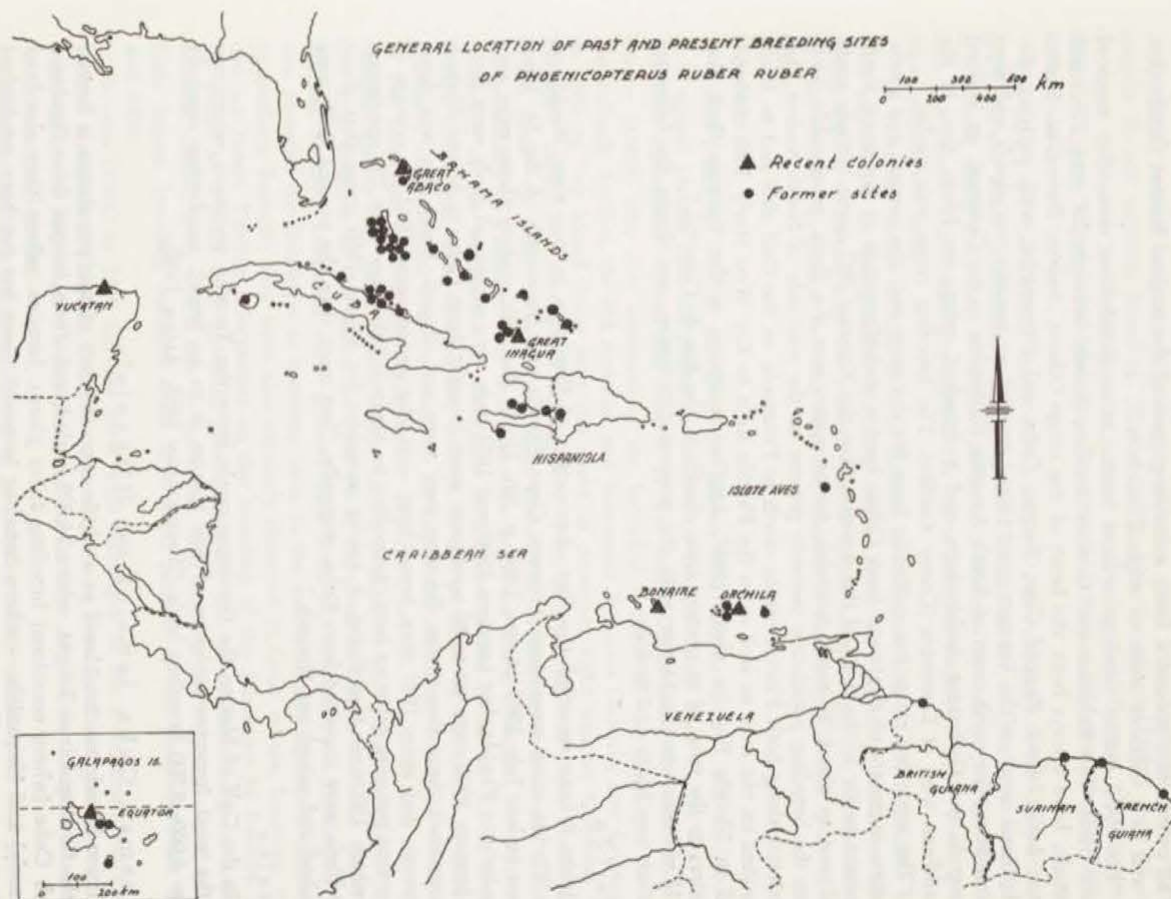 GENERAL LOCATION OF PAST AND PRESENT BREEDING SITES
OF PHOENICOPTERUS RUBER RUBER
100 300 500 km
0 200 400
▲ Recent colonies
● Former sites
BAHAMA ISLANDS
GREAT
ABACO
CUBA
YUCATAN
GREAT
INAGUA
HISPANIOLA
ISLOTE AVES
CARIBBEAN SEA
BONAIRE
ORCHILA
VENEZUELA
BRITISH
GUIANA
SURINAM
FRENCH
GUIANA
GALAPAGOS IS.
EQUATOR
100
0 200 km